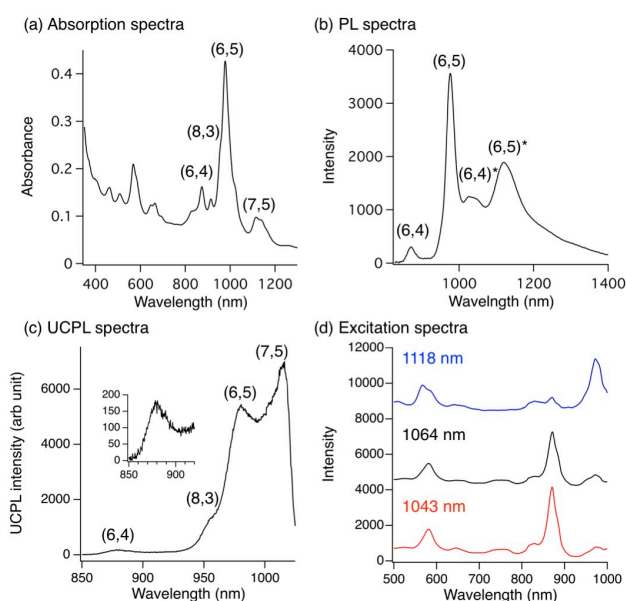 (a) Absorption spectra
(6,5)
0.4
0.3
(8,3)
(6,4)
0.2
(7,5)
0.1
0
Absorbance
400 600 800 1000 1200
Wavelength (nm)
(b) PL spectra
4000
(6,5)
3000
(6,5)*
2000
(6,4)*
1000
(6,4)
0
Intensity
1000 1200 1400
Wavelength (nm)
(c) UCPL spectra
(7,5)
(6,5)
6000
200
150
100
50
0
850 900
4000
2000
(8,3)
(6,4)
0
UCPL intensity (arb unit)
850 900 950 1000
Wavelength (nm)
(d) Excitation spectra
12000
1118 nm
10000
8000
1064 nm
6000
4000
1043 nm
2000
0
Intensity
500 600 700 800 900 1000
Wavelength (nm)